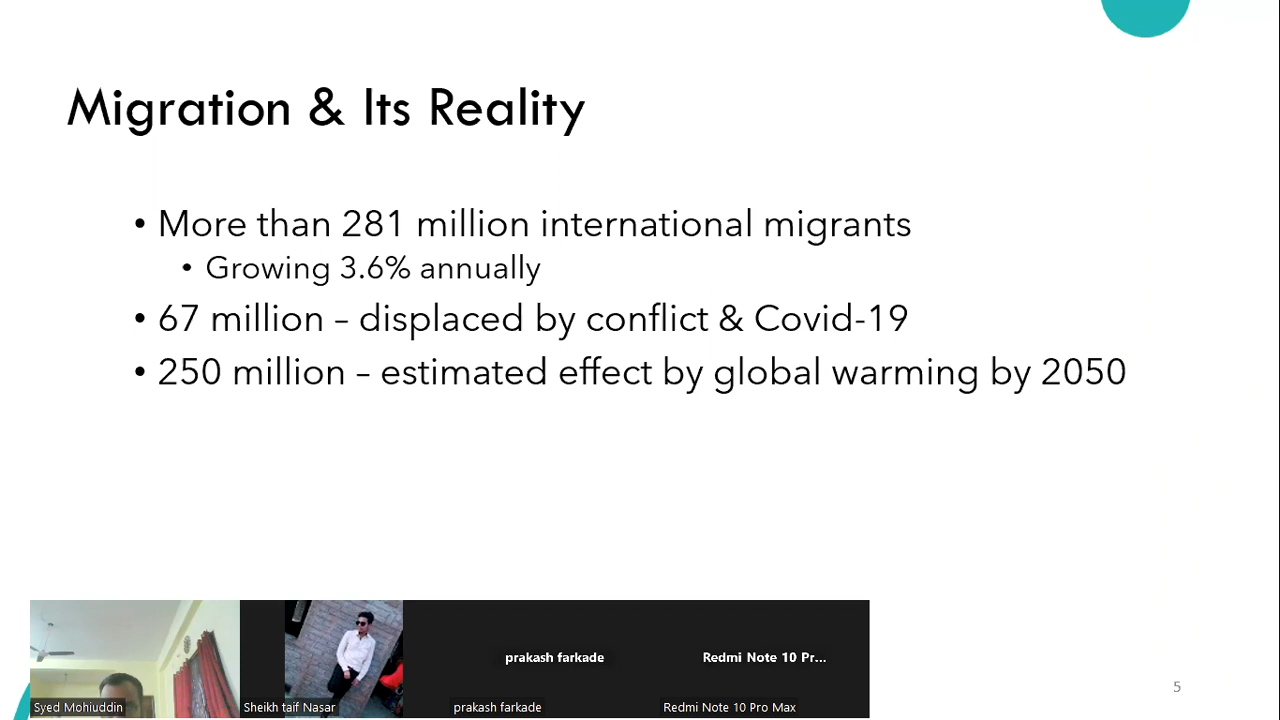 Migration & Its Reality
• More than 281 million international migrants
• Growing 3.6% annually
• 67 million – displaced by conflict & Covid-19
• 250 million – estimated effect by global warming by 2050
prakash farkade
Redmi Note 10 Pr...
Syed Mohiuddin
Sheikh taif Nasar
prakash farkade
Redmi Note 10 Pro Max
5